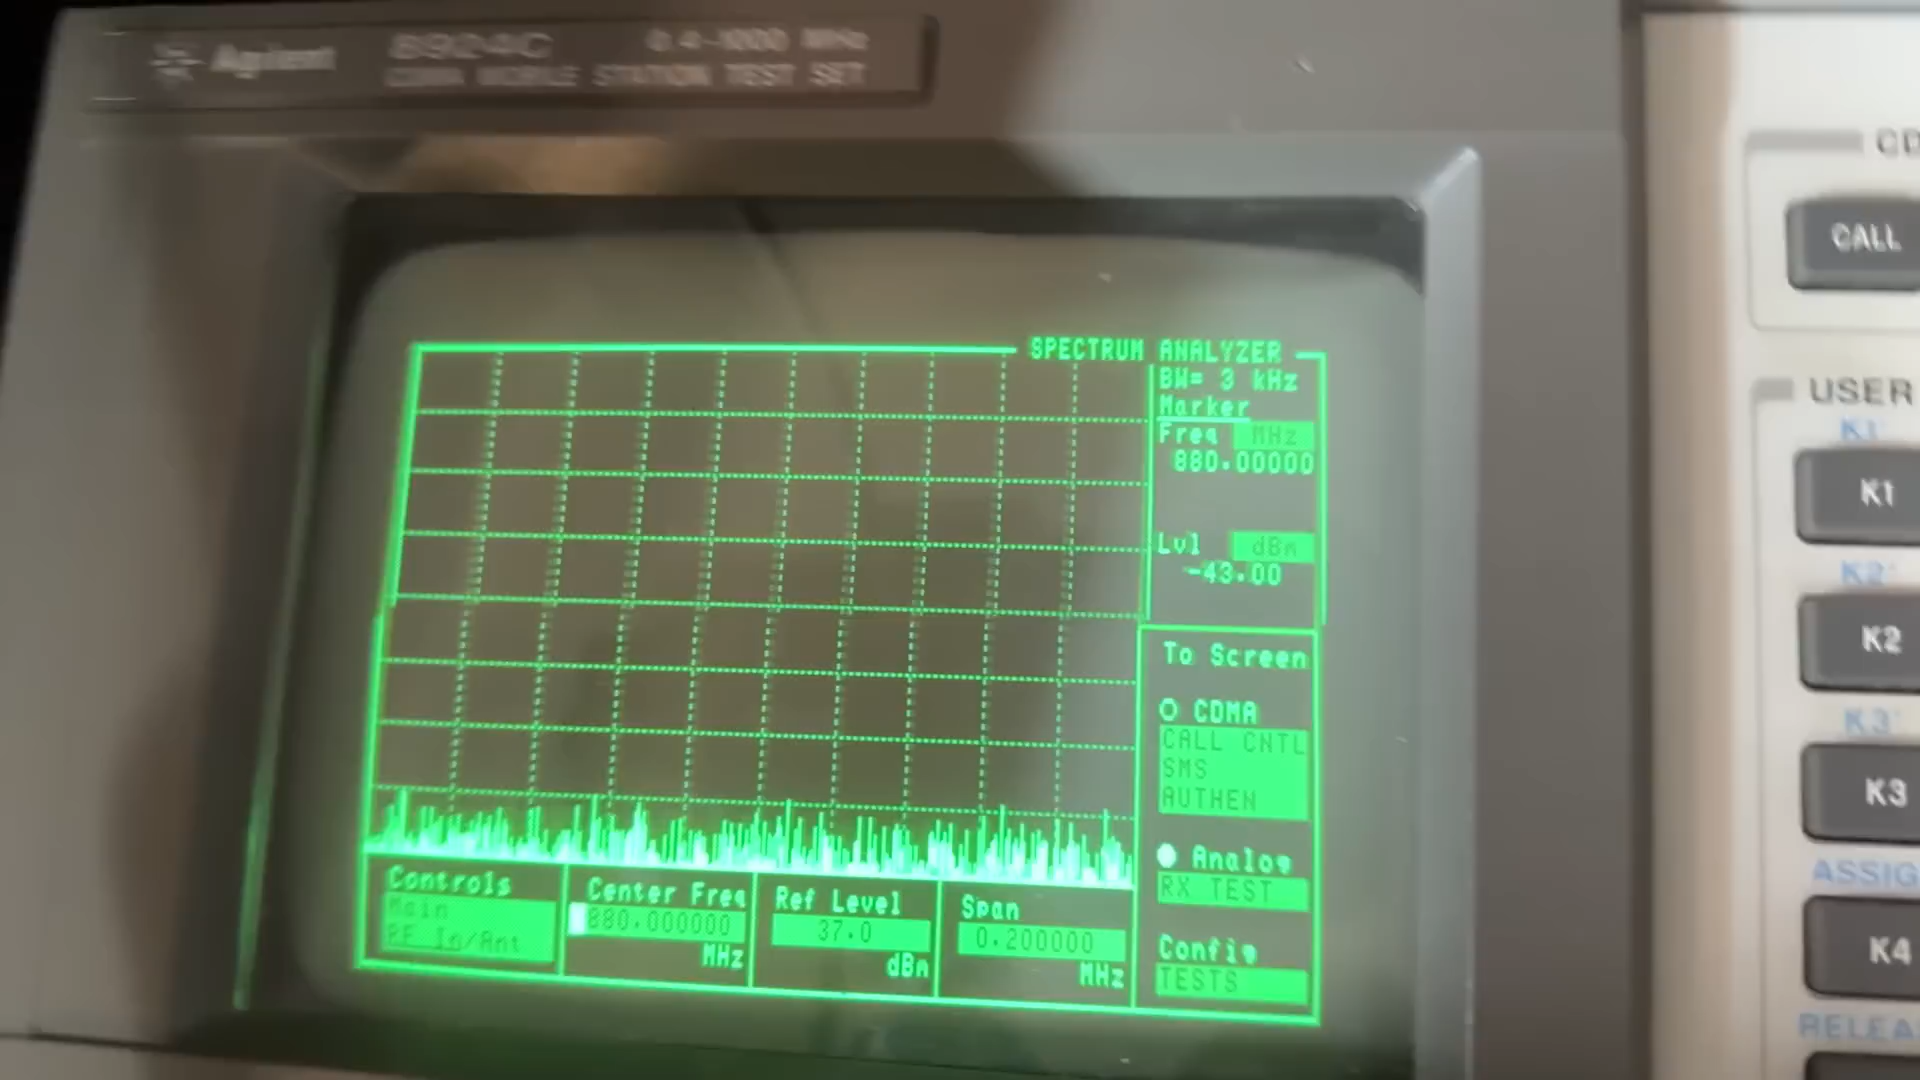 Agilent 8924C 0.4-1000 MHz
CDMA MOBILE STATION TEST SET
SPECTRUM ANALYZER
BW= 3 kHz
Marker
Freq MHz
880.00000
Lvl dBm
-43.00
To Screen
CDMA
CALL CNTL
SMS
AUTHEN
Analog
RX TEST
Config
TESTS
Controls
Main
RF In/Ant
Center Freq
880.000000
MHz
Ref Level
37.0
dBm
Span
0.200000
MHz
CALL
USER
K1'
K1
K2'
K2
K3'
K3
K4